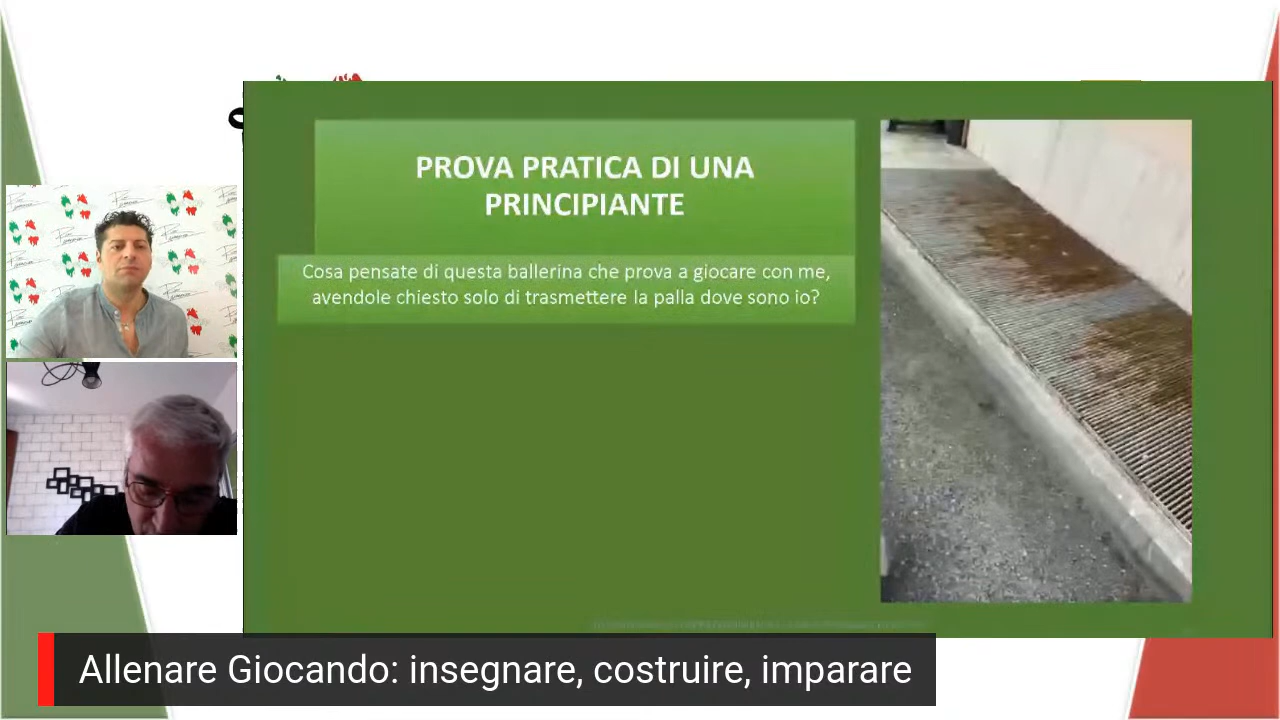 PROVA PRATICA DI UNA
PRINCIPIANTE
Cosa pensate di questa ballerina che prova a giocare con me,
avendole chiesto solo di trasmettere la palla dove sono io?
Allenare Giocando: insegnare, costruire, imparare